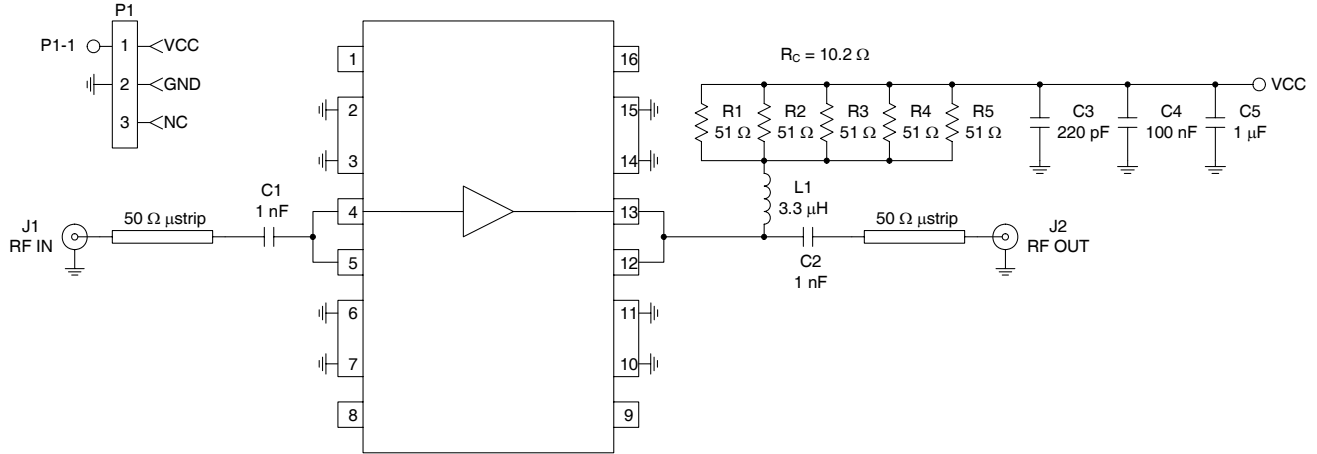 P1
P1-1 1 VCC
2 GND
3 NC
1 16
2 15
3 14
4 13
5 12
6 11
7 10
8 9
J1
RF IN
50 Ω μstrip
C1
1 nF
R_C = 10.2 Ω
VCC
R1
51 Ω
R2
51 Ω
R3
51 Ω
R4
51 Ω
R5
51 Ω
C3
220 pF
C4
100 nF
C5
1 μF
L1
3.3 μH
C2
1 nF
50 Ω μstrip
J2
RF OUT